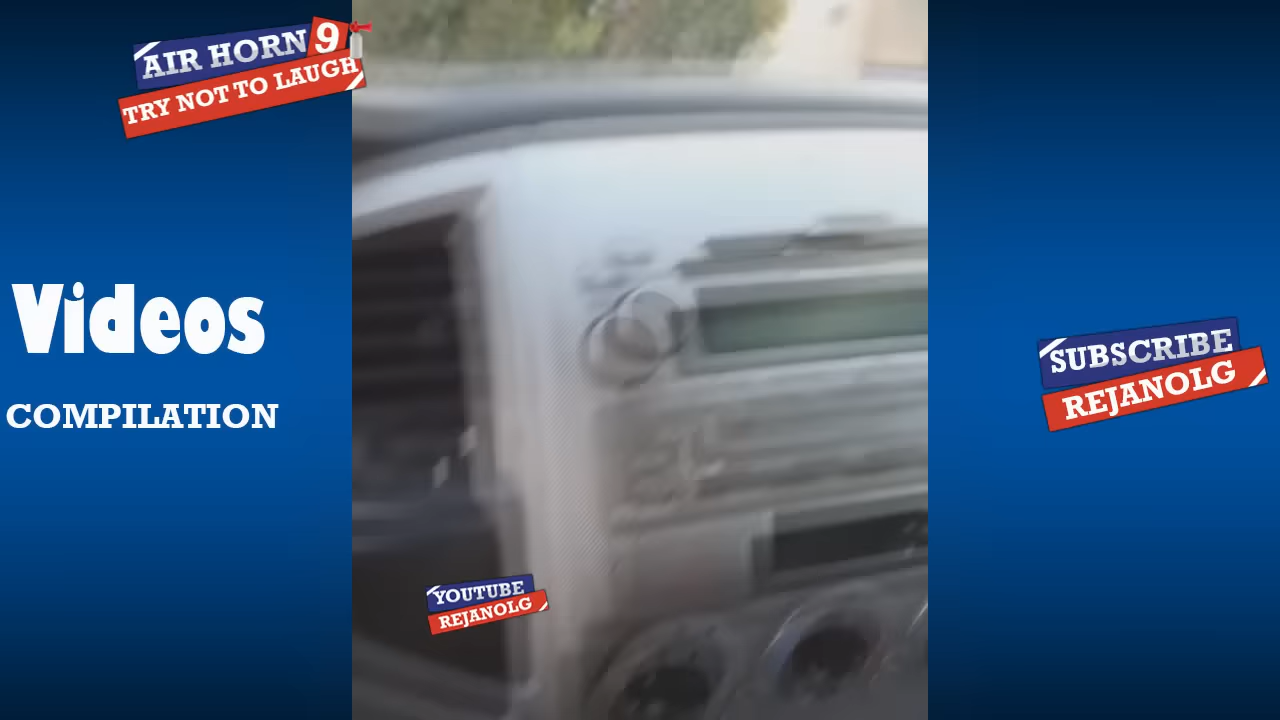 AIR HORN 9
TRY NOT TO LAUGH
Videos
COMPILATION
SUBSCRIBE
REJANOLG
YOUTUBE
REJANOLG